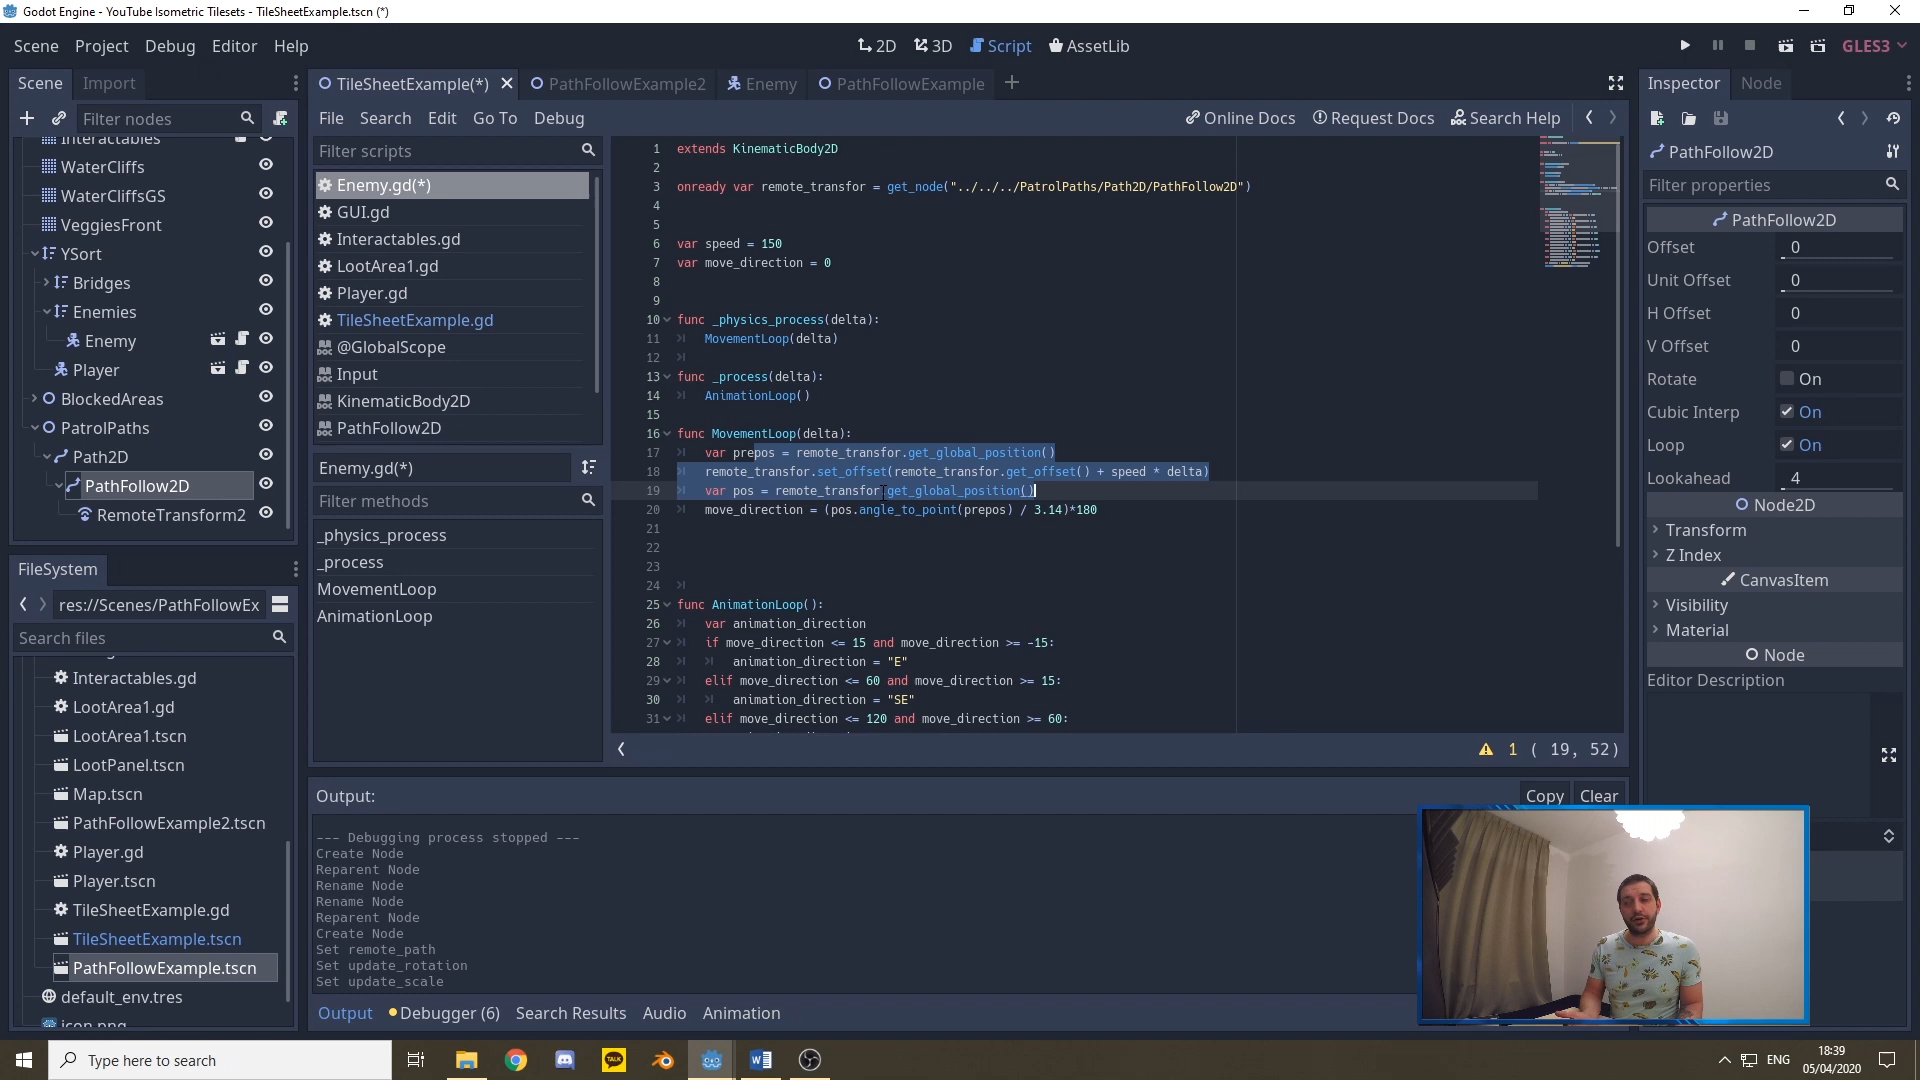 Godot Engine - YouTube Isometric Tilesets - TileSheetExample.tscn (*)
Scene Project Debug Editor Help
2D 3D Script AssetLib
GLES3
Scene Import
Filter nodes
Interactables
WaterCliffs
WaterCliffsGS
VeggiesFront
YSort
Bridges
Enemies
Enemy
Player
BlockedAreas
PatrolPaths
Path2D
PathFollow2D
RemoteTransform2
FileSystem
res://Scenes/PathFollowEx
Search files
Interactables.gd
LootArea1.gd
LootArea1.tscn
LootPanel.tscn
Map.tscn
PathFollowExample2.tscn
Player.gd
Player.tscn
TileSheetExample.gd
TileSheetExample.tscn
PathFollowExample.tscn
default_env.tres
icon.png
TileSheetExample(*) PathFollowExample2 Enemy PathFollowExample
File Search Edit Go To Debug
Online Docs Request Docs Search Help
Filter scripts
Enemy.gd(*)
GUI.gd
Interactables.gd
LootArea1.gd
Player.gd
TileSheetExample.gd
@GlobalScope
Input
KinematicBody2D
PathFollow2D
Enemy.gd(*)
Filter methods
_physics_process
_process
MovementLoop
AnimationLoop
1 extends KinematicBody2D
2
3 onready var remote_transfor = get_node("../../../PatrolPaths/Path2D/PathFollow2D")
4
5
6 var speed = 150
7 var move_direction = 0
8
9
10 func _physics_process(delta):
11 MovementLoop(delta)
12
13 func _process(delta):
14 AnimationLoop()
15
16 func MovementLoop(delta):
17 var prepos = remote_transfor.get_global_position()
18 remote_transfor.set_offset(remote_transfor.get_offset() + speed * delta)
19 var pos = remote_transfor.get_global_position()
20 move_direction = (pos.angle_to_point(prepos) / 3.14)*180
21
22
23
24
25 func AnimationLoop():
26 var animation_direction
27 if move_direction <= 15 and move_direction >= -15:
28 animation_direction = "E"
29 elif move_direction <= 60 and move_direction >= 15:
30 animation_direction = "SE"
31 elif move_direction <= 120 and move_direction >= 60:
1 ( 19, 52)
Output:
Copy Clear
--- Debugging process stopped ---
Create Node
Reparent Node
Rename Node
Rename Node
Reparent Node
Create Node
Set remote_path
Set update_rotation
Set update_scale
Output Debugger (6) Search Results Audio Animation
Inspector Node
PathFollow2D
Filter properties
PathFollow2D
Offset 0
Unit Offset 0
H Offset 0
V Offset 0
Rotate On
Cubic Interp On
Loop On
Lookahead 4
Node2D
Transform
Z Index
CanvasItem
Visibility
Material
Node
Editor Description
Type here to search
TALK
ENG
18:39
05/04/2020